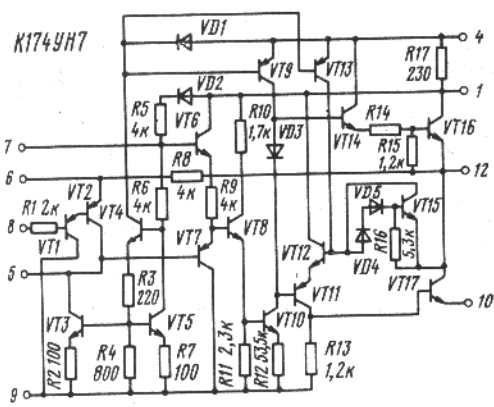 К174УН7
VD1
4
VT9
VT13
R17
230
R5
4к
VD2
VT6
R10
1,7к
VD3
1
R14
VT14
R15
1,2к
VT16
7
R8
4к
12
6
VT2
R1 2к
VT4
R6
4к
R9
4к
VT8
VD5
VT15
8
VT1
VT7
VT12
R16
5,3к
VD4
5
R3
220
VT11
VT17
VT3
VT5
VT10
10
R2 100
R4
800
R7
100
R11 2,3к
R12 53,5к
R13
1,2к
9